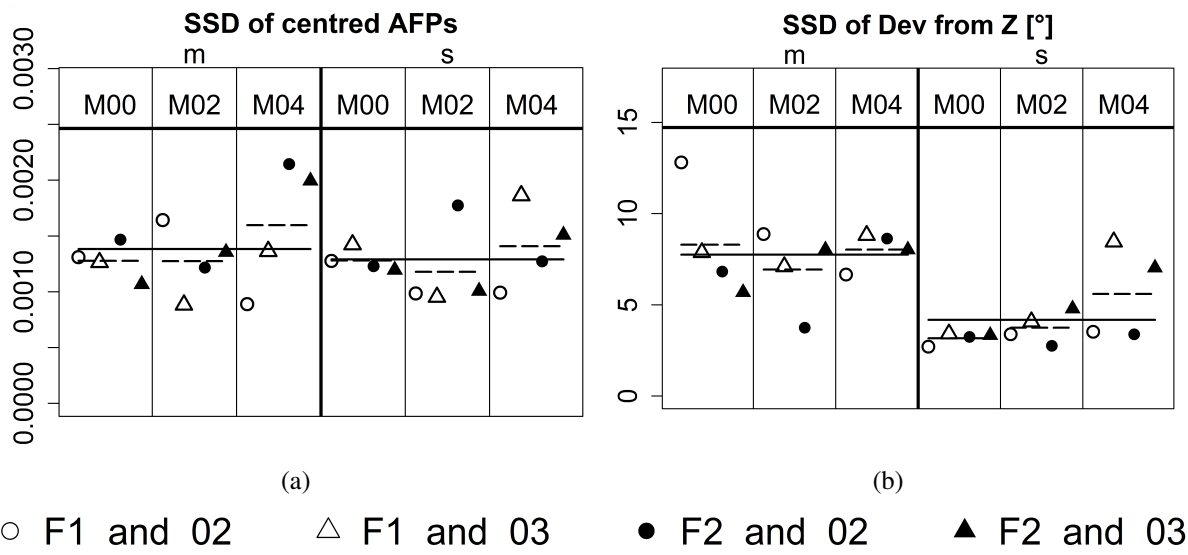 SSD of centred AFPs
m s
M00 M02 M04 M00 M02 M04
0.0030
0.0020
0.0010
0.0000
(a)
SSD of Dev from Z [°]
m s
M00 M02 M04 M00 M02 M04
15
10
5
0
(b)
F1 and 02 F1 and 03 F2 and 02 F2 and 03